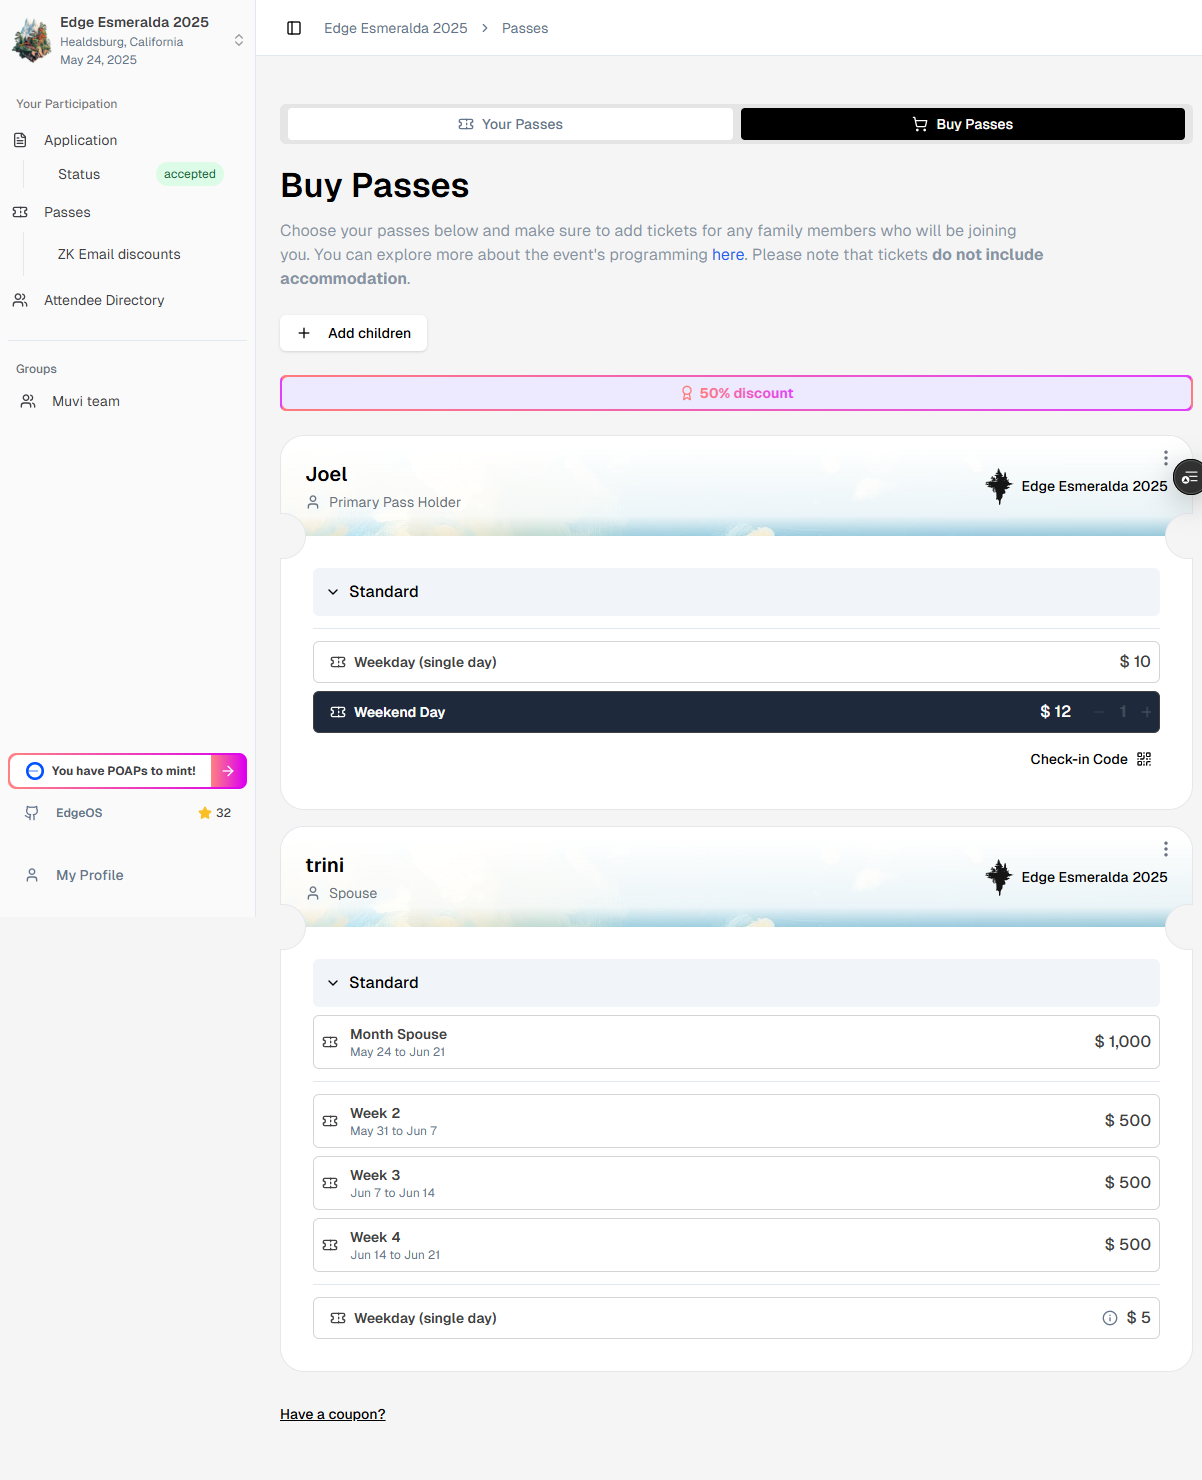 Edge Esmeralda 2025
Healdsburg, California
May 24, 2025
Your Participation
Application
Status accepted
Passes
ZK Email discounts
Attendee Directory
Groups
Muvi team
You have POAPs to mint!
EdgeOS 32
My Profile
Edge Esmeralda 2025 > Passes
Your Passes
Buy Passes
Buy Passes
Choose your passes below and make sure to add tickets for any family members who will be joining
you. You can explore more about the event's programming here. Please note that tickets do not include
accommodation.
Add children
50% discount
Joel
Primary Pass Holder
Edge Esmeralda 2025
Standard
Weekday (single day) $ 10
Weekend Day $ 12 − 1 +
Check-in Code
trini
Spouse
Edge Esmeralda 2025
Standard
Month Spouse
May 24 to Jun 21
$ 1,000
Week 2
May 31 to Jun 7
$ 500
Week 3
Jun 7 to Jun 14
$ 500
Week 4
Jun 14 to Jun 21
$ 500
Weekday (single day) $ 5
Have a coupon?